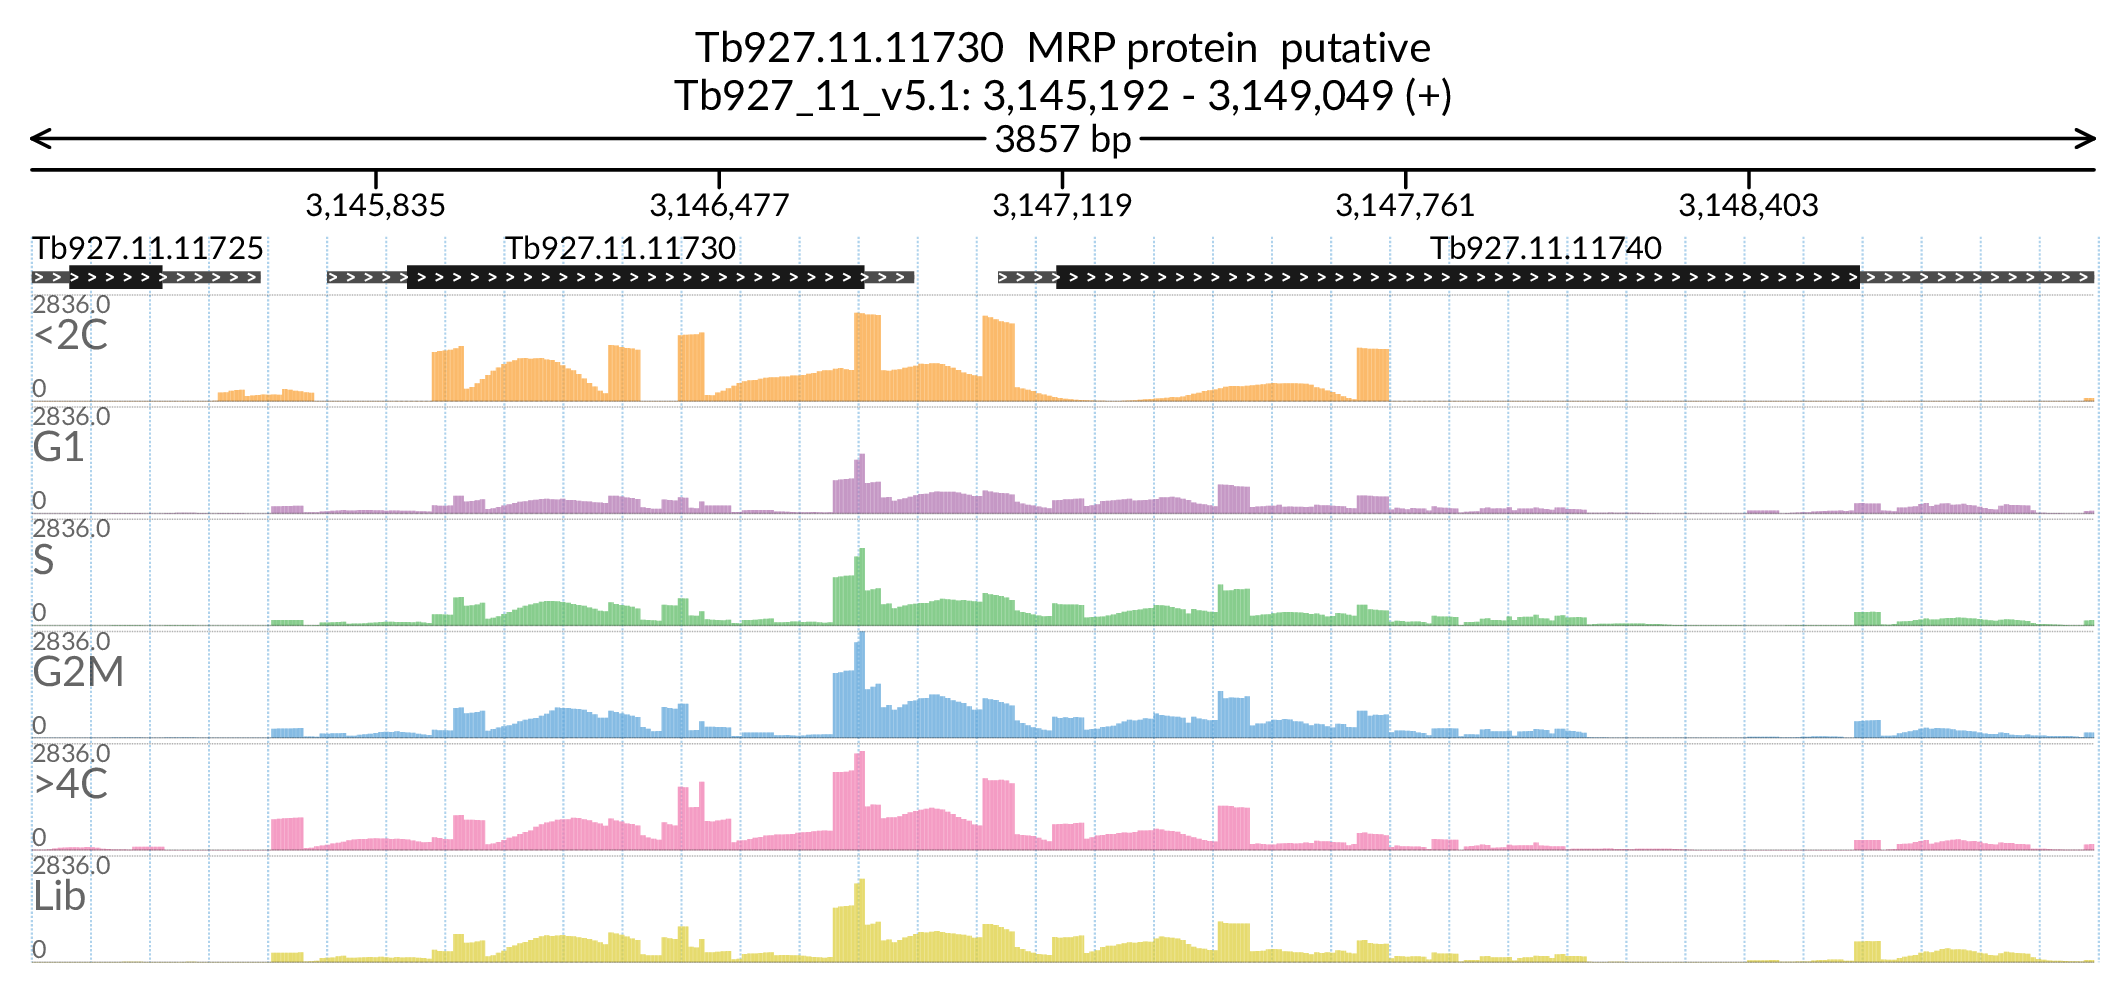 Tb927.11.11730 MRP protein putative
Tb927_11_v5.1: 3,145,192 - 3,149,049 (+)
3857 bp
3,145,835 3,146,477 3,147,119 3,147,761 3,148,403
Tb927.11.11725 Tb927.11.11730 Tb927.11.11740
2836.0
<2C
0
2836.0
G1
0
2836.0
S
0
2836.0
G2M
0
2836.0
>4C
0
2836.0
Lib
0